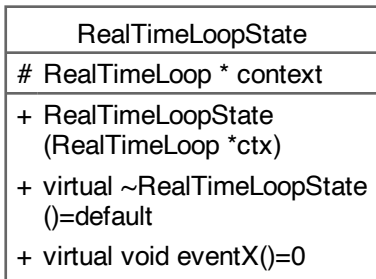 RealTimeLoopState
# RealTimeLoop * context
+ RealTimeLoopState
(RealTimeLoop *ctx)
+ virtual ~RealTimeLoopState
()=default
+ virtual void eventX()=0